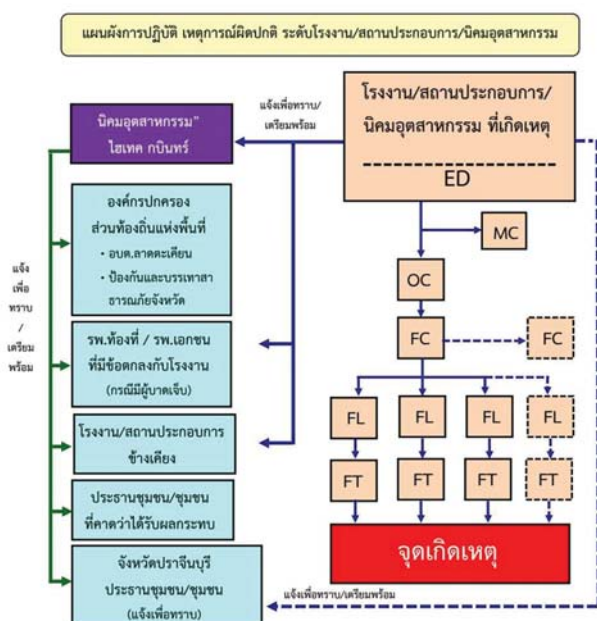 แผนผังการปฏิบัติ เหตุการณ์ผิดปกติ ระดับโรงงาน/สถานประกอบการ/นิคมอุตสาหกรรม
นิคมอุตสาหกรรม"
ไฮเทค กบินทร์
แจ้งเพื่อทราบ/
เตรียมพร้อม
โรงงาน/สถานประกอบการ/
นิคมอุตสาหกรรม ที่เกิดเหตุ
ED
MC
OC
FC
FC
FL
FL
FL
FL
FT
FT
FT
FT
จุดเกิดเหตุ
แจ้ง
เพื่อ
ทราบ
/
เตรียม
พร้อม
องค์กรปกครอง
ส่วนท้องถิ่นแห่งพื้นที่
• อบต.ลาดตะเคียน
• ป้องกันและบรรเทาสา
ธารณภัยจังหวัด
รพ.ท้องที่ / รพ.เอกชน
ที่มีข้อตกลงกับโรงงาน
(กรณีมีผู้บาดเจ็บ)
โรงงาน/สถานประกอบการ
ข้างเคียง
ประธานชุมชน/ชุมชน
ที่คาดว่าได้รับผลกระทบ
จังหวัดปราจีนบุรี
ประธานชุมชน/ชุมชน
(แจ้งเพื่อทราบ)
แจ้งเพื่อทราบ/เตรียมพร้อม